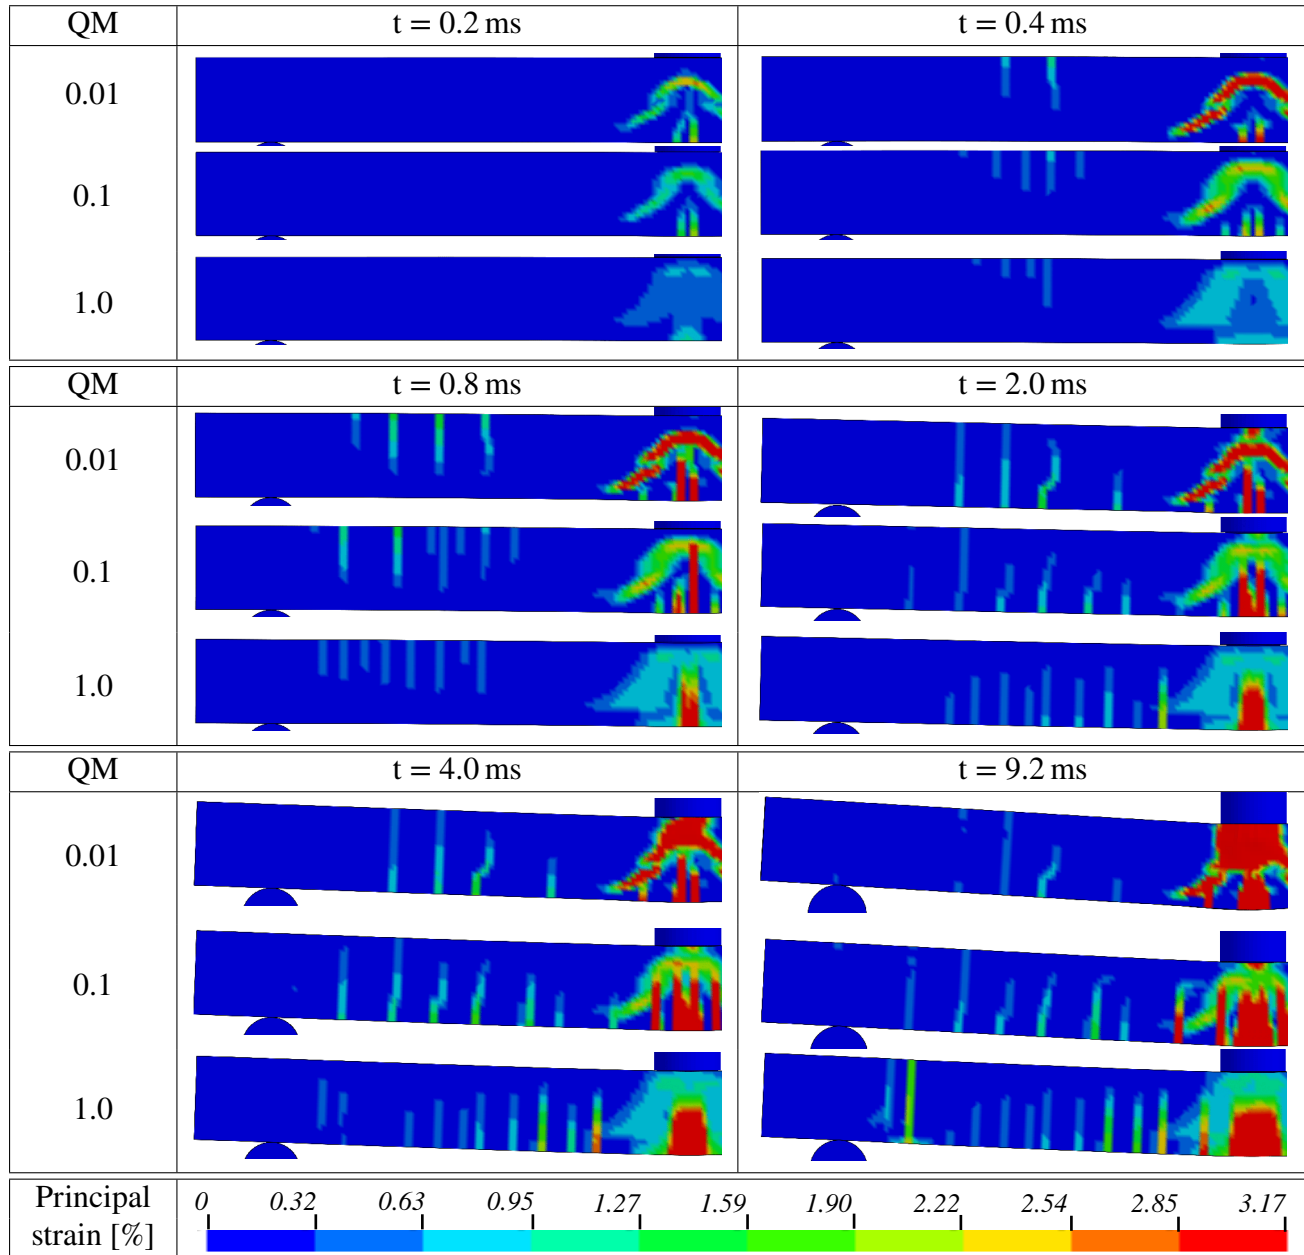 QM t = 0.2 ms t = 0.4 ms
0.01
0.1
1.0
QM t = 0.8 ms t = 2.0 ms
0.01
0.1
1.0
QM t = 4.0 ms t = 9.2 ms
0.01
0.1
1.0
Principal strain [%] 0 0.32 0.63 0.95 1.27 1.59 1.90 2.22 2.54 2.85 3.17